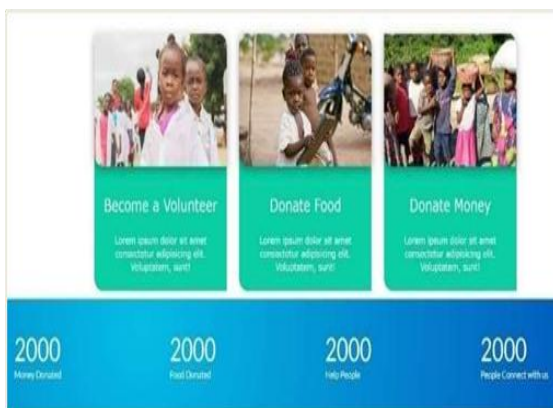 Become a Volunteer
Lorem ipsum dolor sit amet
consectetur adipisicing elit.
Voluptatem, sunt!
Donate Food
Lorem ipsum dolor sit amet
consectetur adipisicing elit.
Voluptatem, sunt!
Donate Money
Lorem ipsum dolor sit amet
consectetur adipisicing elit.
Voluptatem, sunt!
2000
Money Donated
2000
Food Donated
2000
Help People
2000
People Connect with us